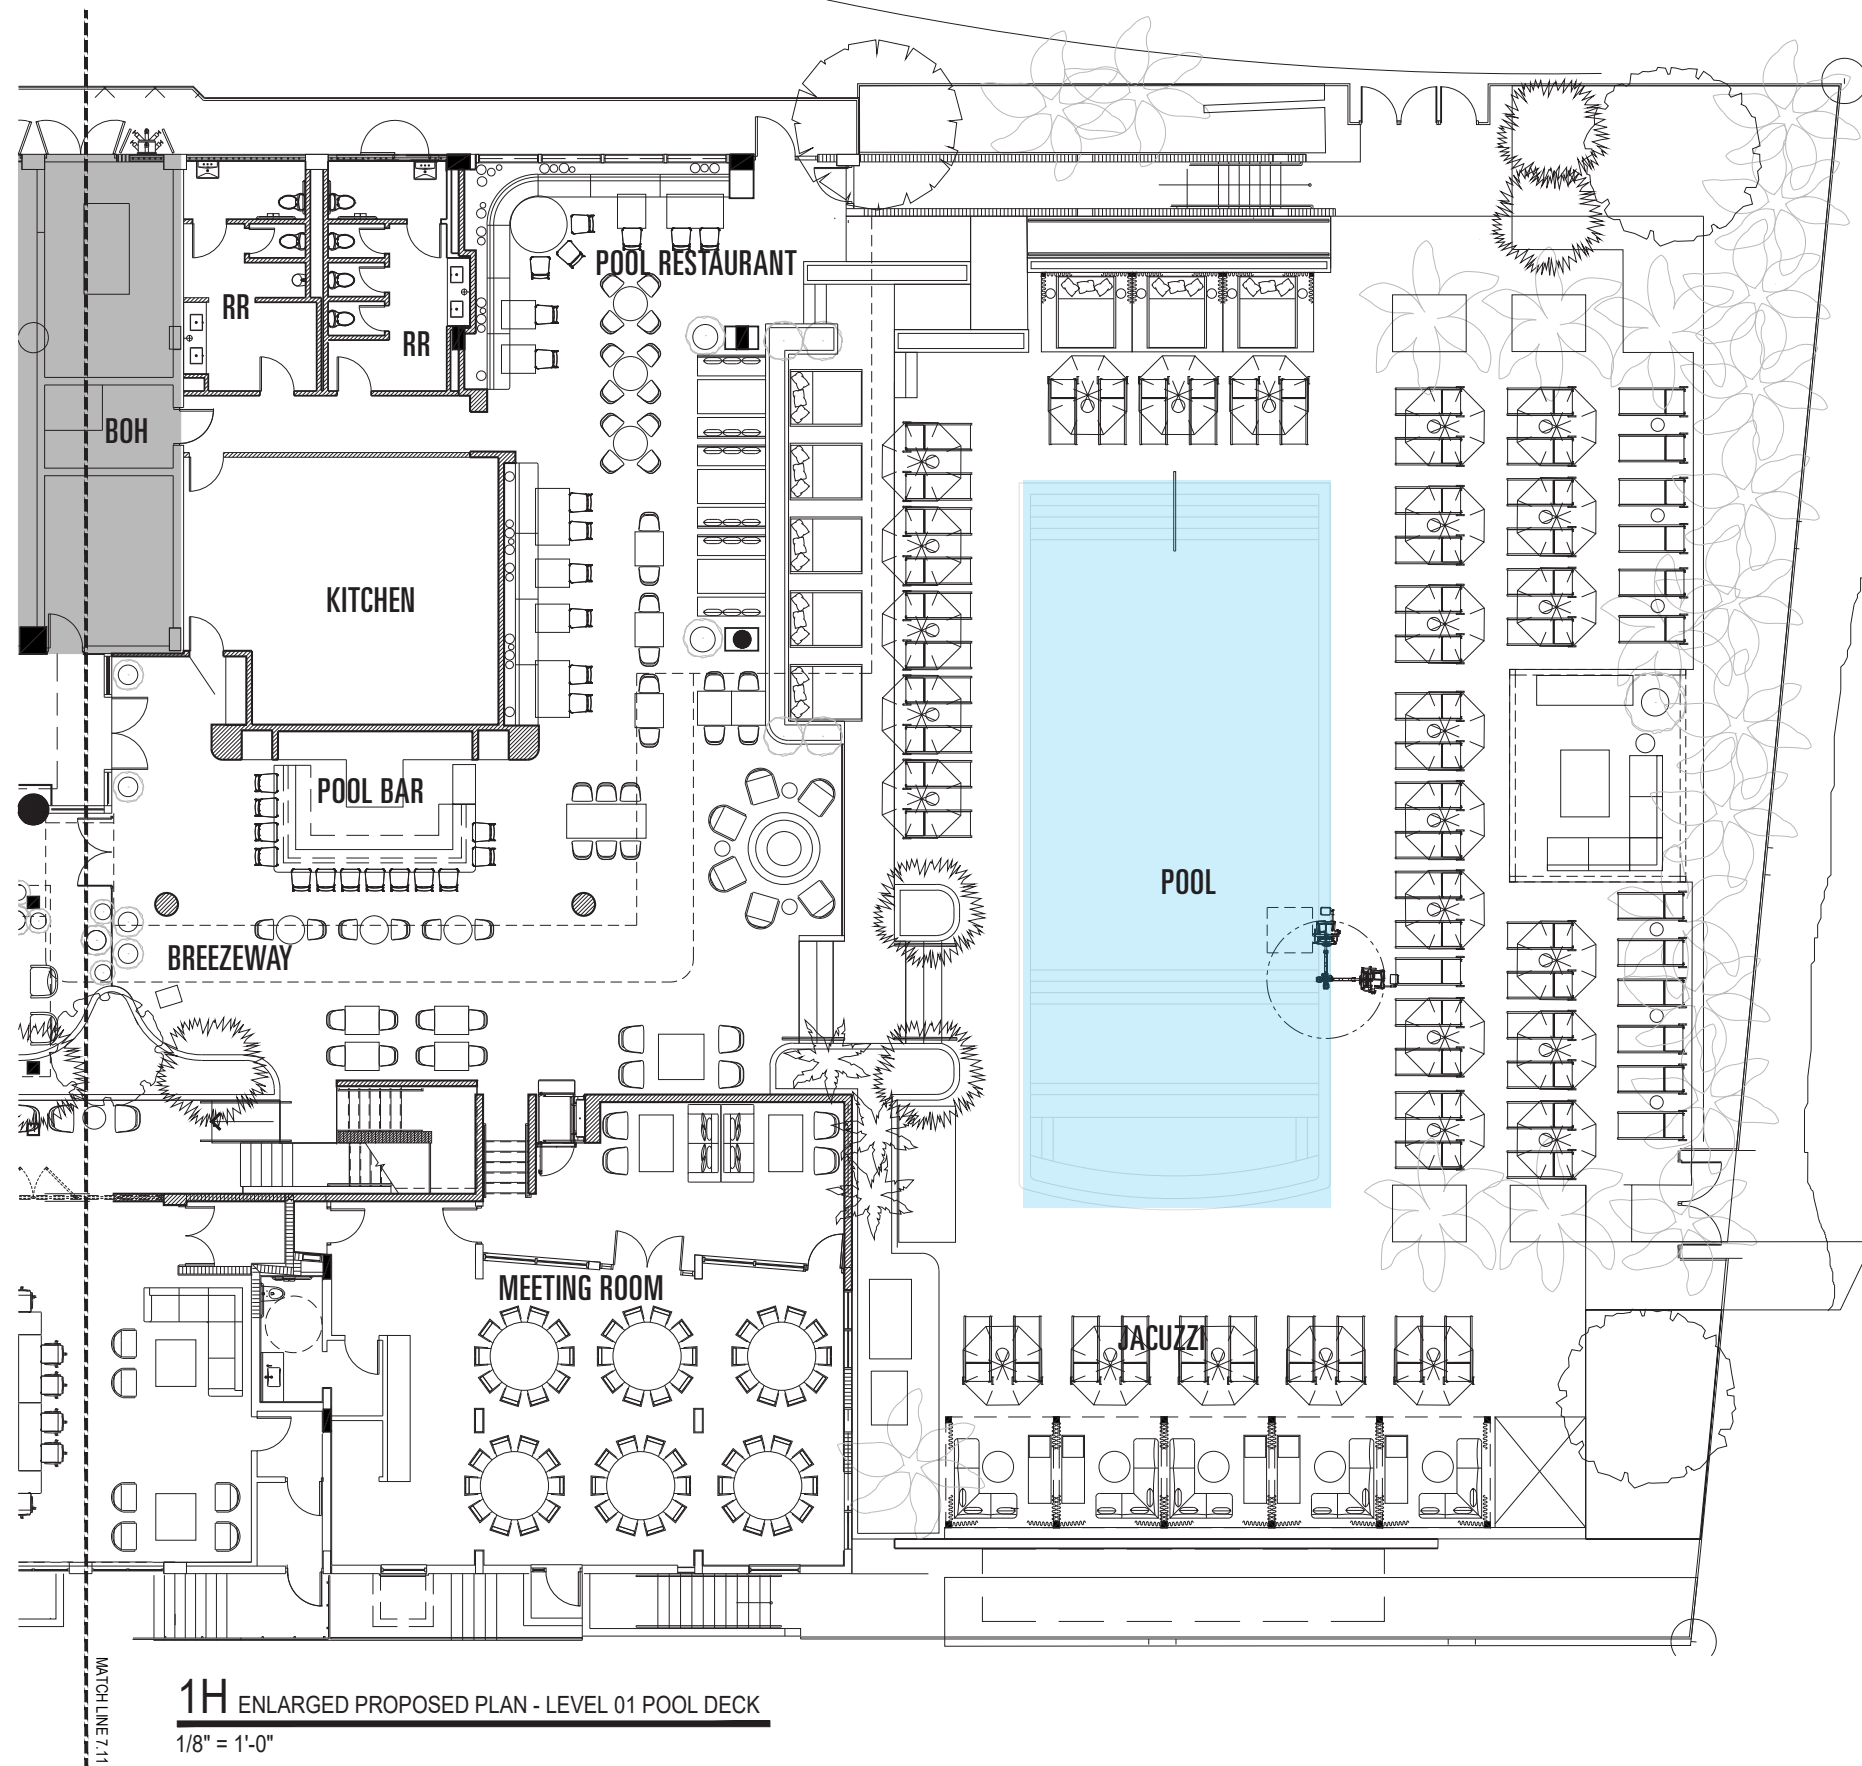 POOL RESTAURANT
RR
RR
BOH
KITCHEN
POOL BAR
POOL
BREEZEWAY
MEETING ROOM
JACUZZI
MATCH LINE 7.11
1H ENLARGED PROPOSED PLAN - LEVEL 01 POOL DECK
1/8" = 1'-0"